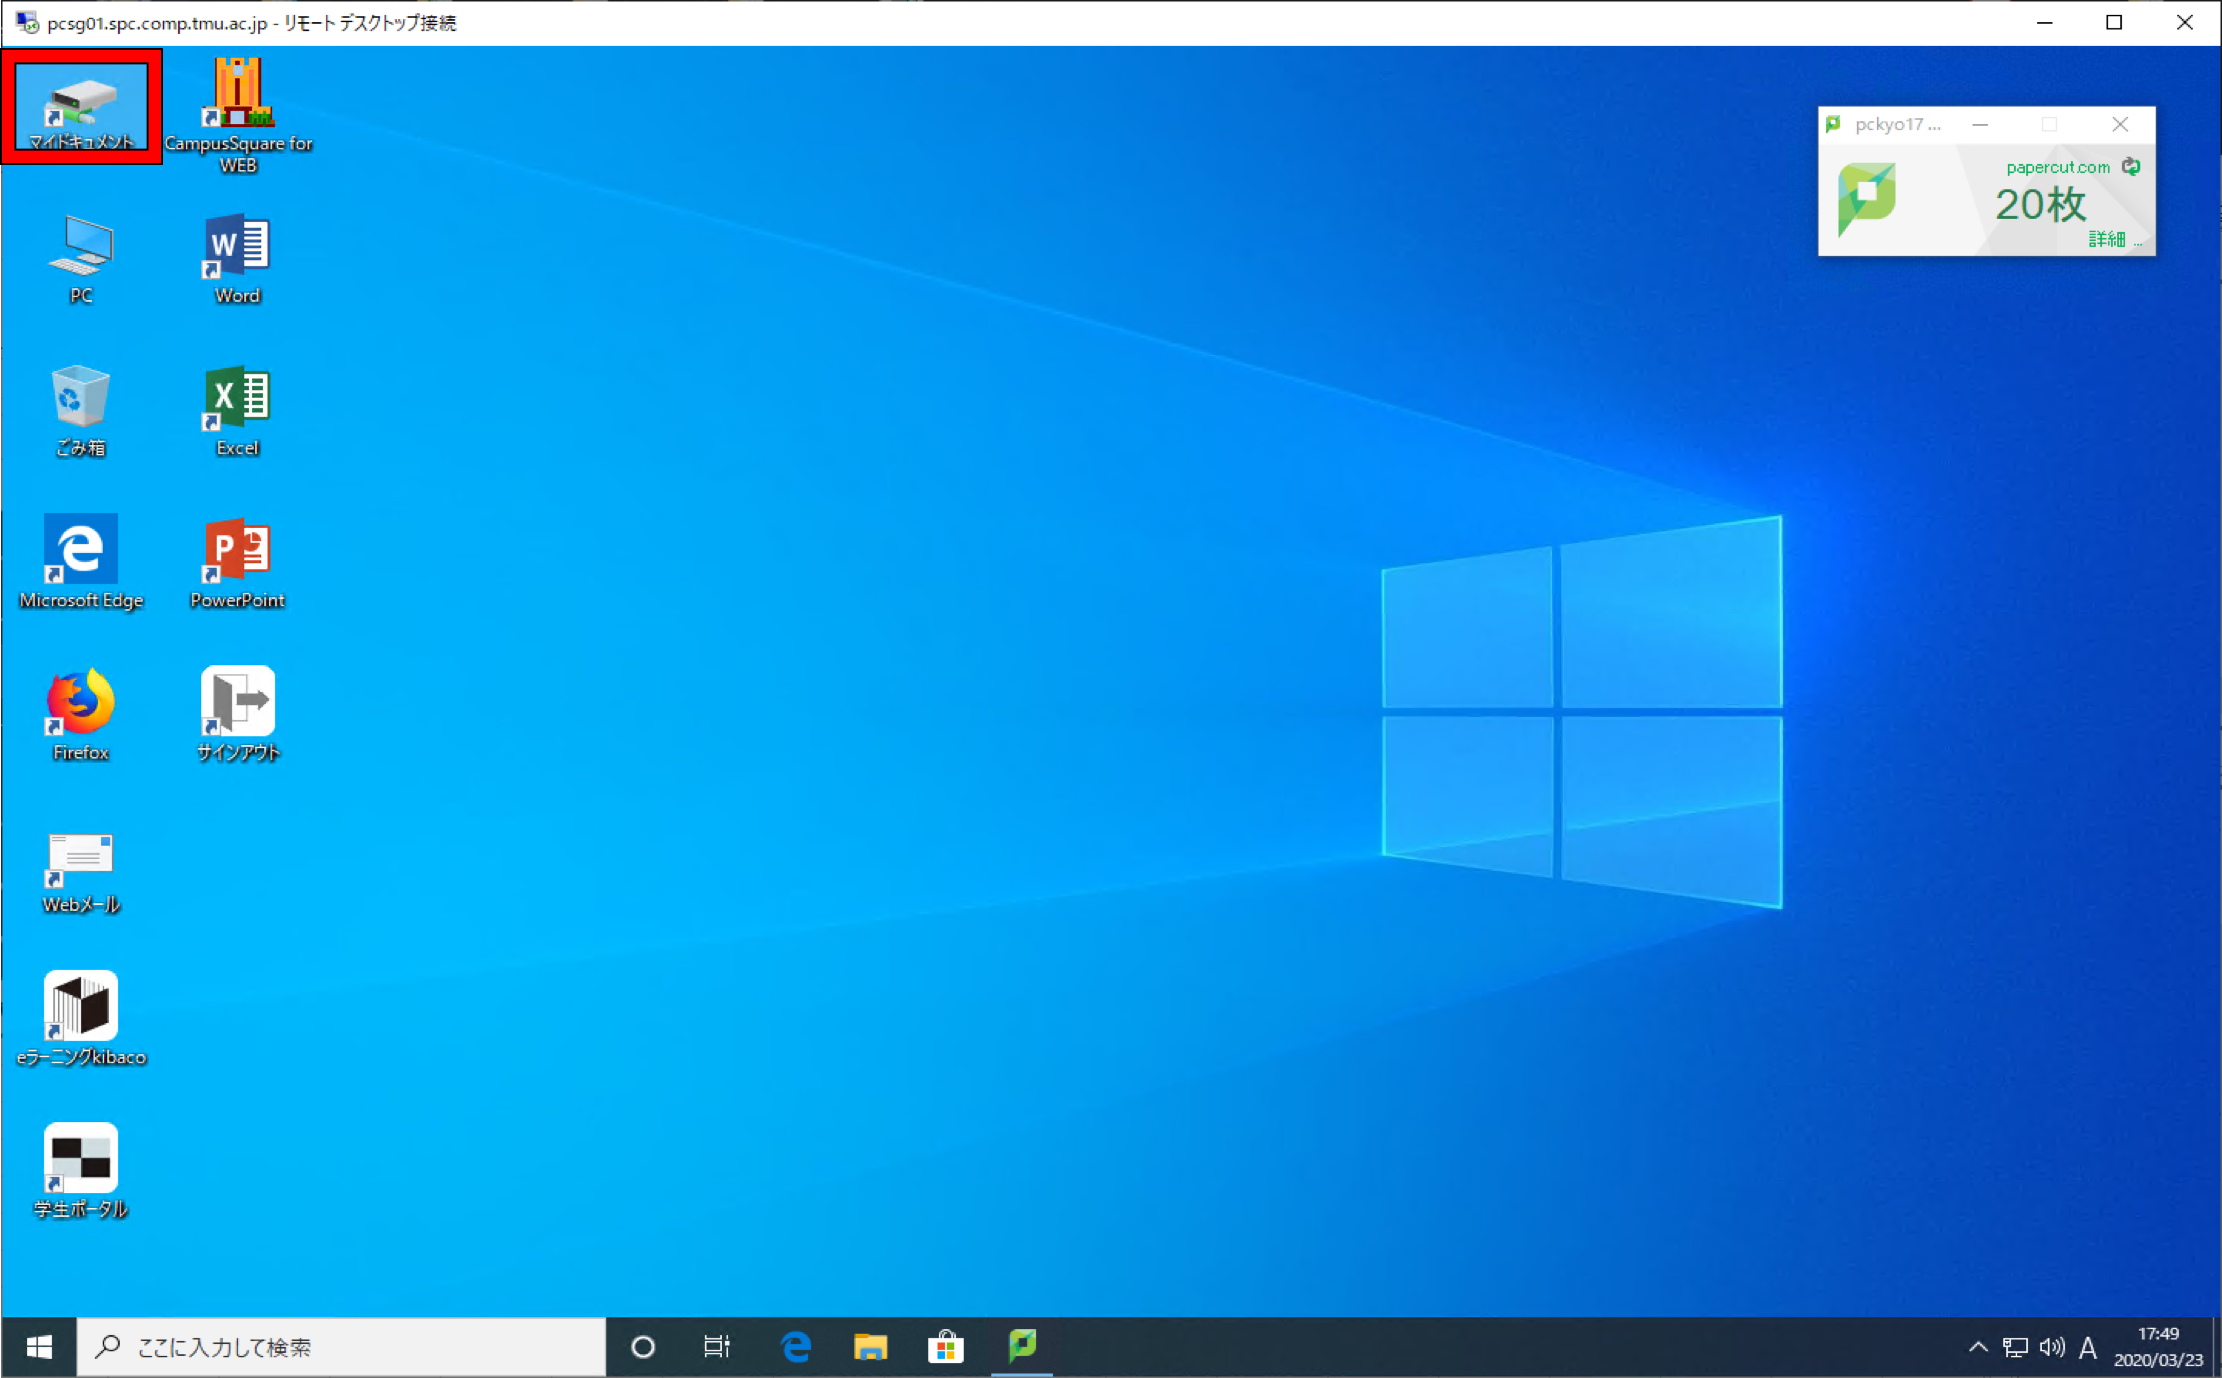 pcsg01.spc.comp.tmu.ac.jp - リモート デスクトップ接続
マイドキュメント
CampusSquare for
WEB
PC
Word
ごみ箱
Excel
Microsoft Edge
PowerPoint
Firefox
サインアウト
Webメール
eラーニングkibaco
学生ポータル
pckyo17 ...
papercut.com
20枚
詳細 ...
ここに入力して検索
A
17:49
2020/03/23